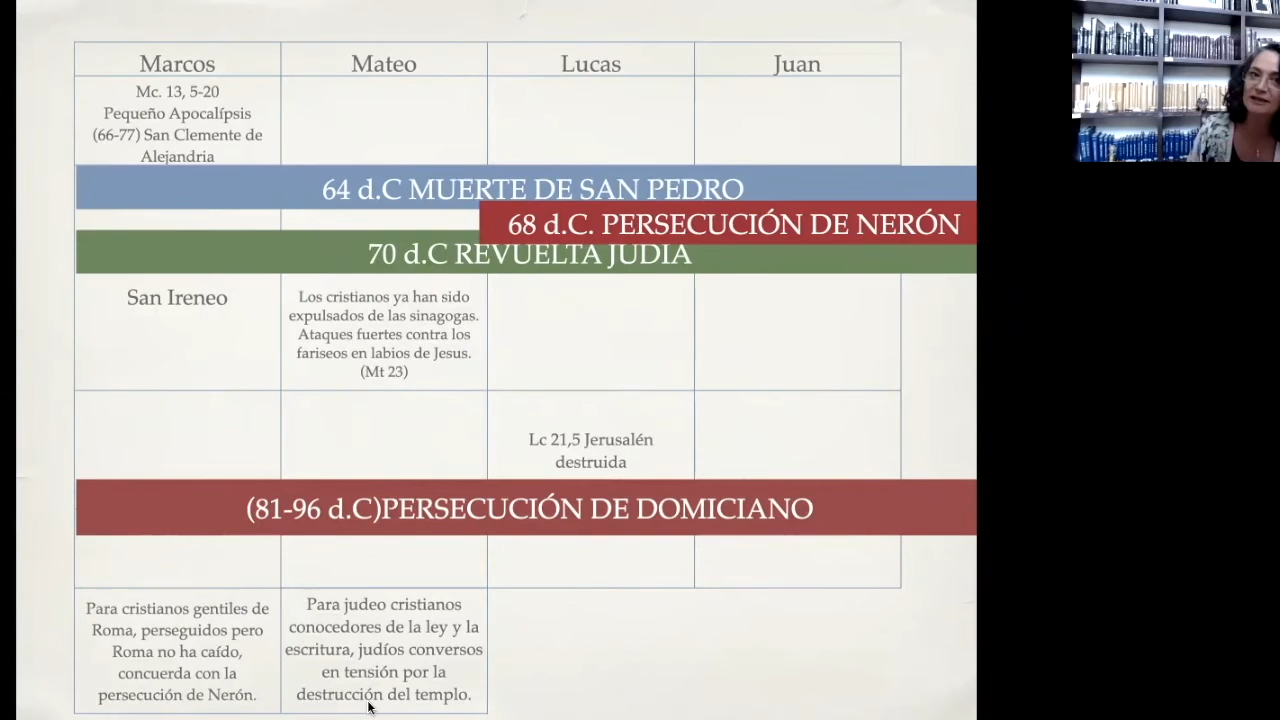 Marcos
Mateo
Lucas
Juan
Mc. 13, 5-20
Pequeño Apocalípsis
(66-77) San Clemente de
Alejandria
64 d.C MUERTE DE SAN PEDRO
68 d.C. PERSECUCIÓN DE NERÓN
70 d.C REVUELTA JUDIA
San Ireneo
Los cristianos ya han sido
expulsados de las sinagogas.
Ataques fuertes contra los
fariseos en labios de Jesus.
(Mt 23)
Lc 21,5 Jerusalén
destruida
(81-96 d.C)PERSECUCIÓN DE DOMICIANO
Para cristianos gentiles de
Roma, perseguidos pero
Roma no ha caído,
concuerda con la
persecución de Nerón.
Para judeo cristianos
conocedores de la ley y la
escritura, judíos conversos
en tensión por la
destrucción del templo.